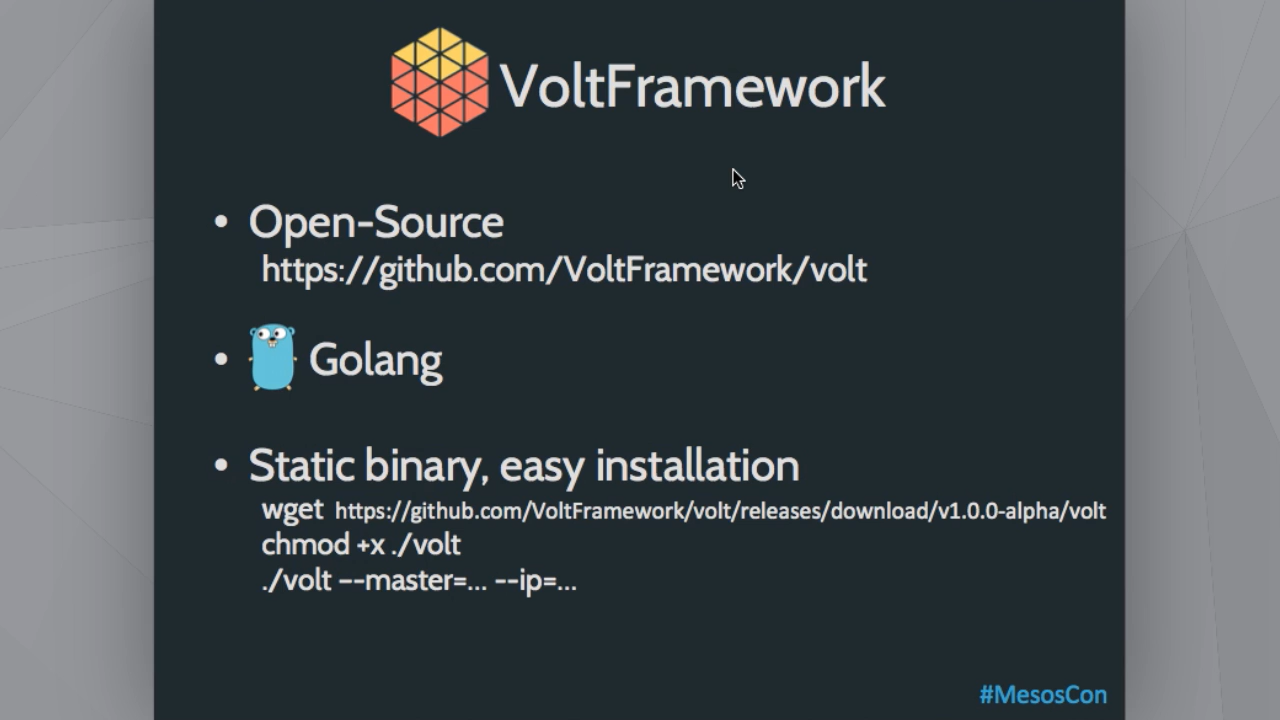 VoltFramework
• Open-Source
https://github.com/VoltFramework/volt
• Golang
• Static binary, easy installation
wget https://github.com/VoltFramework/volt/releases/download/v1.0.0-alpha/volt
chmod +x ./volt
./volt --master=... --ip=...
#MesosCon